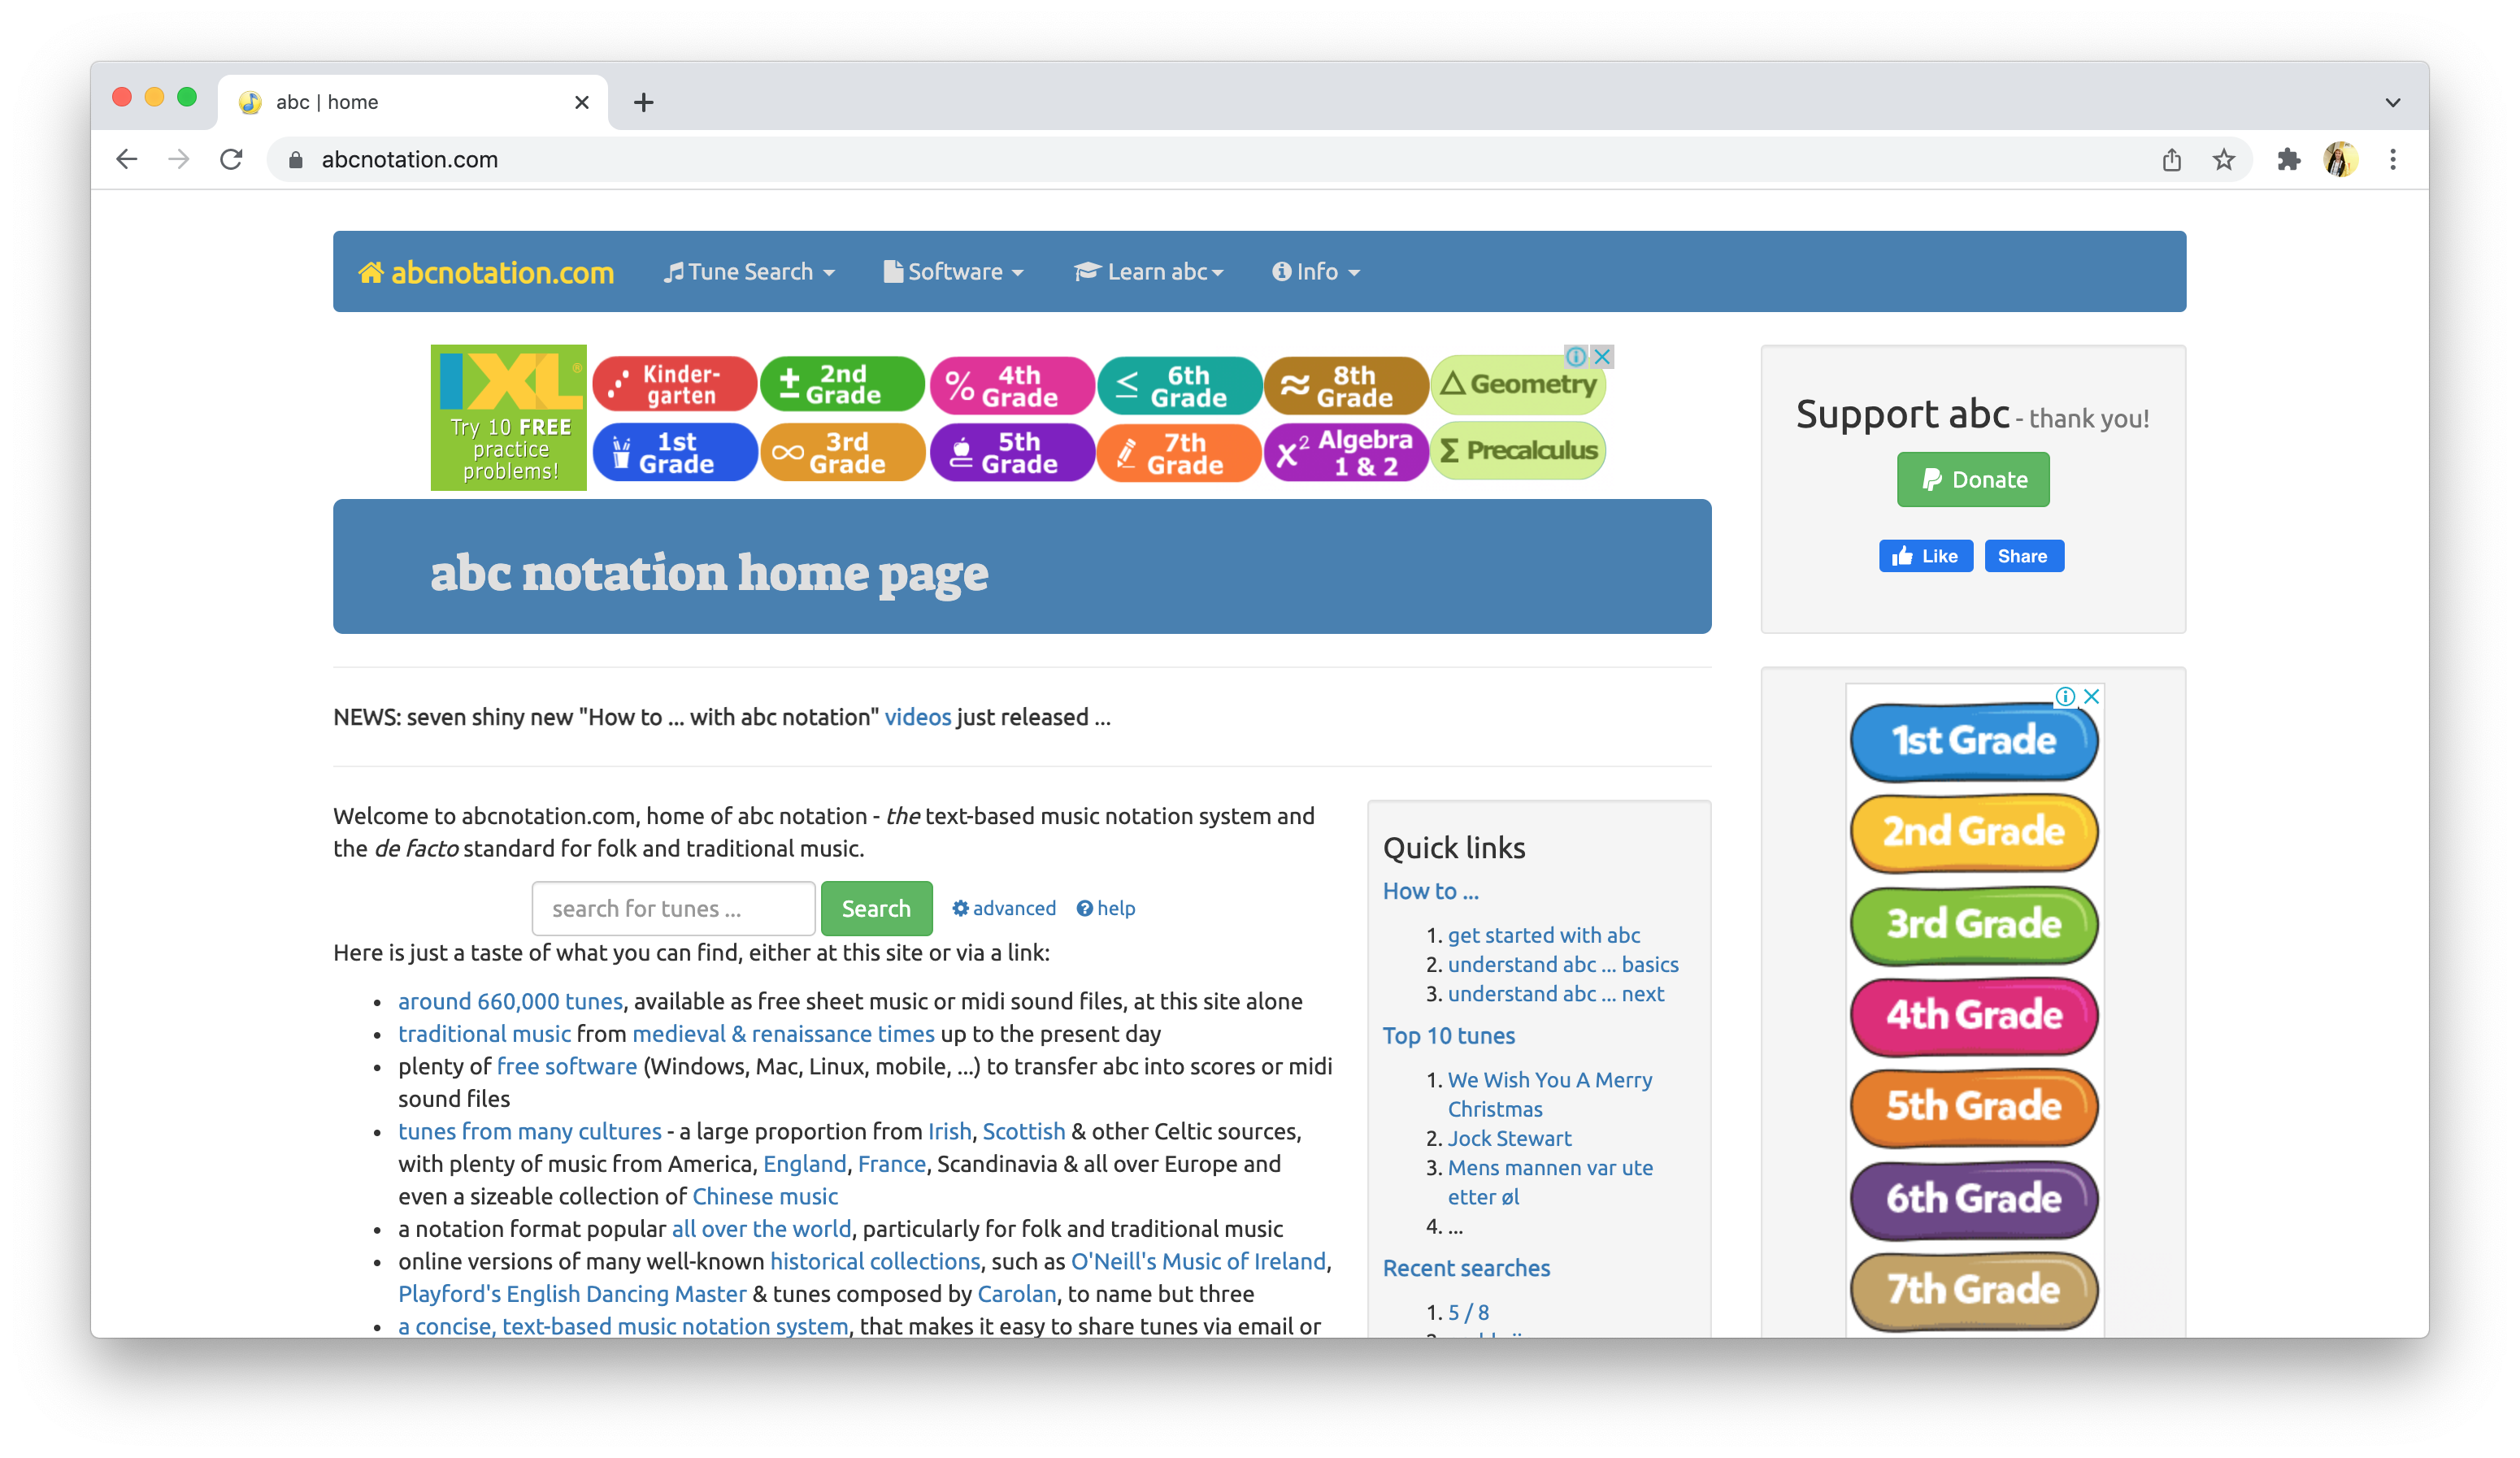 abc | home
abcnotation.com
abcnotation.com
Tune Search
Software
Learn abc
Info
IXL®
Try 10 FREE
practice
problems!
Kinder-
garten
2nd
Grade
4th
Grade
6th
Grade
8th
Grade
Geometry
1st
Grade
3rd
Grade
5th
Grade
7th
Grade
Algebra
1 & 2
Precalculus
Support abc - thank you!
Donate
Like
Share
abc notation home page
NEWS: seven shiny new "How to ... with abc notation" videos just released ...
Welcome to abcnotation.com, home of abc notation - the text-based music notation system and
the de facto standard for folk and traditional music.
search for tunes ...
Search
advanced
help
Here is just a taste of what you can find, either at this site or via a link:
• around 660,000 tunes, available as free sheet music or midi sound files, at this site alone
• traditional music from medieval & renaissance times up to the present day
• plenty of free software (Windows, Mac, Linux, mobile, ...) to transfer abc into scores or midi
sound files
• tunes from many cultures - a large proportion from Irish, Scottish & other Celtic sources,
with plenty of music from America, England, France, Scandinavia & all over Europe and
even a sizeable collection of Chinese music
• a notation format popular all over the world, particularly for folk and traditional music
• online versions of many well-known historical collections, such as O'Neill's Music of Ireland,
Playford's English Dancing Master & tunes composed by Carolan, to name but three
• a concise, text-based music notation system, that makes it easy to share tunes via email or
Quick links
How to ...
1. get started with abc
2. understand abc ... basics
3. understand abc ... next
Top 10 tunes
1. We Wish You A Merry
Christmas
2. Jock Stewart
3. Mens mannen var ute
etter øl
4. ...
Recent searches
1. 5 / 8
1st Grade
2nd Grade
3rd Grade
4th Grade
5th Grade
6th Grade
7th Grade